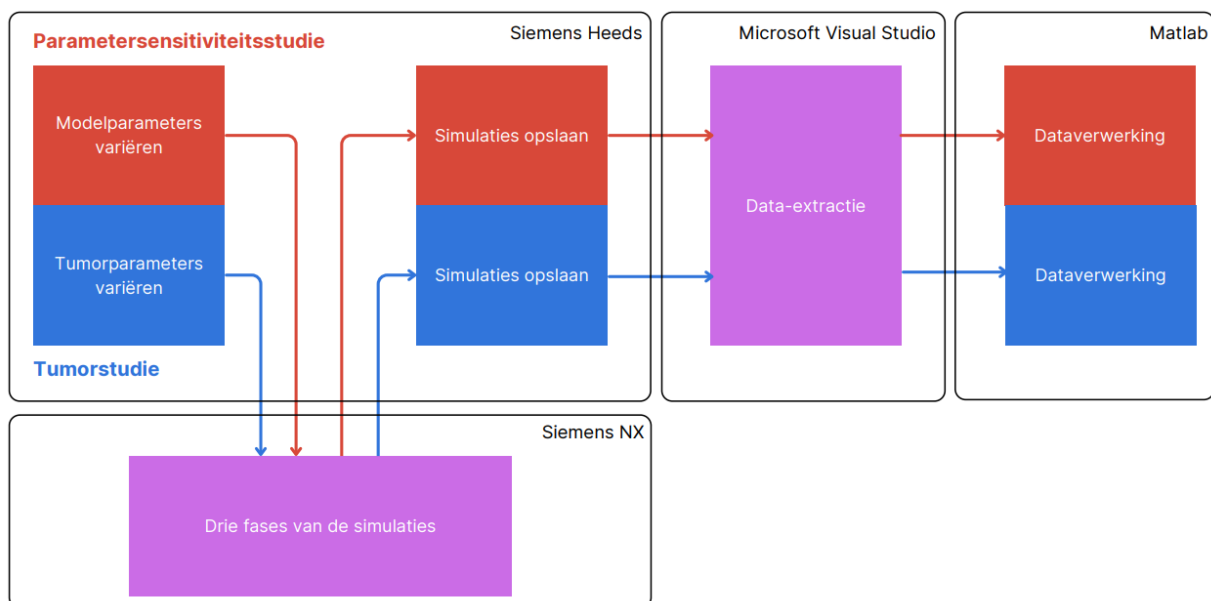 Siemens Heeds
Parametersensitiviteitsstudie
Modelparameters
variëren
Simulaties opslaan
Tumorparameters
variëren
Simulaties opslaan
Tumorstudie
Microsoft Visual Studio
Data-extractie
Matlab
Dataverwerking
Dataverwerking
Siemens NX
Drie fases van de simulaties